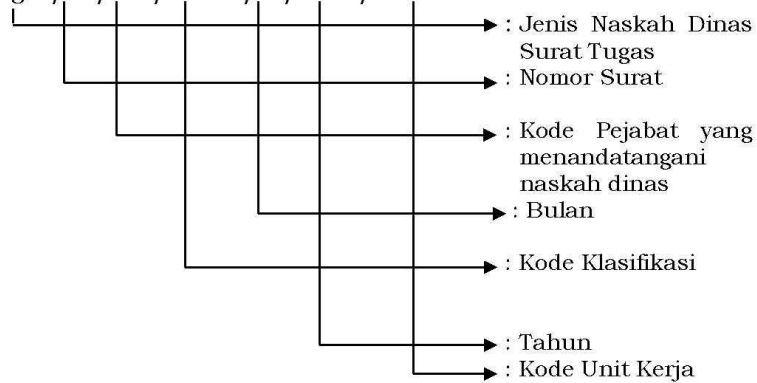 : Jenis Naskah Dinas
Surat Tugas
: Nomor Surat
: Kode Pejabat yang
menandatangani
naskah dinas
: Bulan
: Kode Klasifikasi
: Tahun
: Kode Unit Kerja